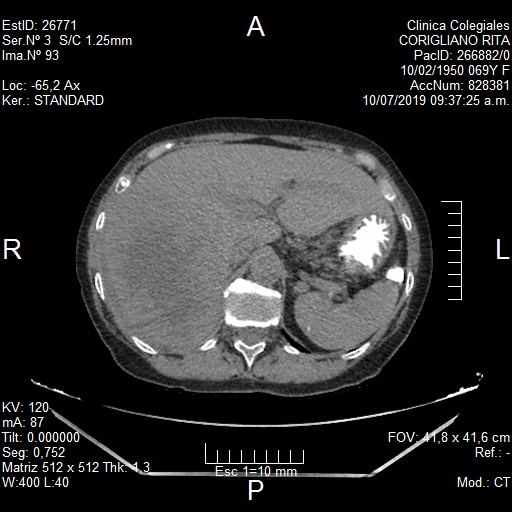 EstID: 26771
Ser.Nº 3 S/C 1.25mm
Ima.Nº 93
Loc: -65,2 Ax
Ker.: STANDARD
A
Clinica Colegiales
CORIGLIANO RITA
PacID: 266882/0
10/02/1950 069Y F
AccNum: 828381
10/07/2019 09:37:25 a.m.
R
L
KV: 120
mA: 87
Tilt: 0.000000
Seg: 0,752
Matriz 512 x 512 Thk: 1.3
W:400 L:40
Esc 1=10 mm
P
FOV: 41,8 x 41,6 cm
Ref.: -
Mod.: CT